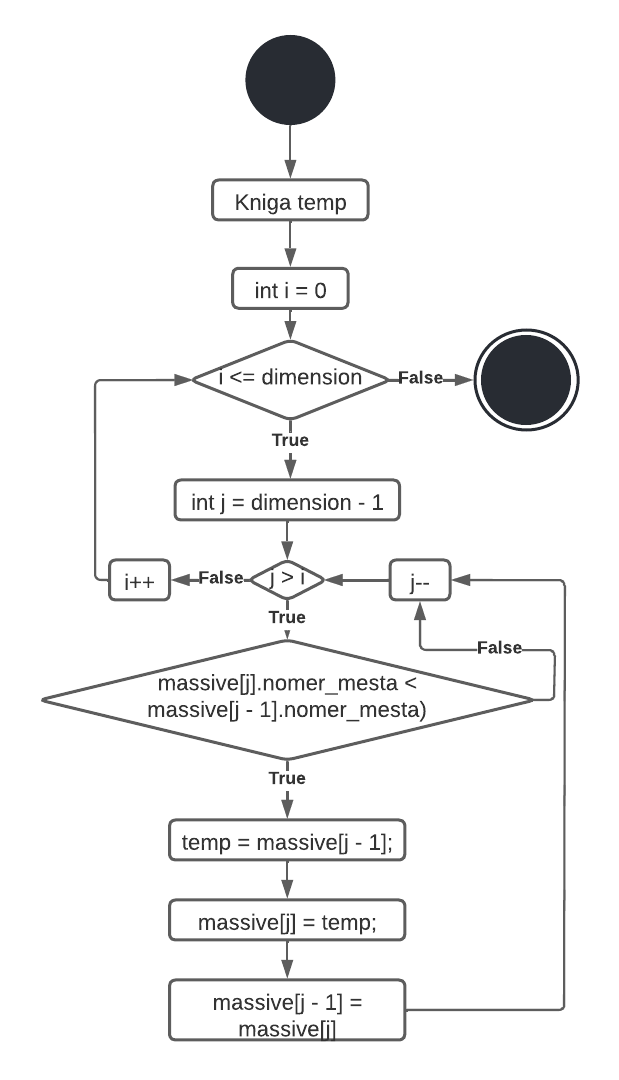 Kniga temp
int i = 0
i <= dimension
False
True
int j = dimension - 1
i++
False
j > i
j--
True
False
massive[j].nomer_mesta <
massive[j - 1].nomer_mesta)
True
temp = massive[j - 1];
massive[j] = temp;
massive[j - 1] =
massive[j]